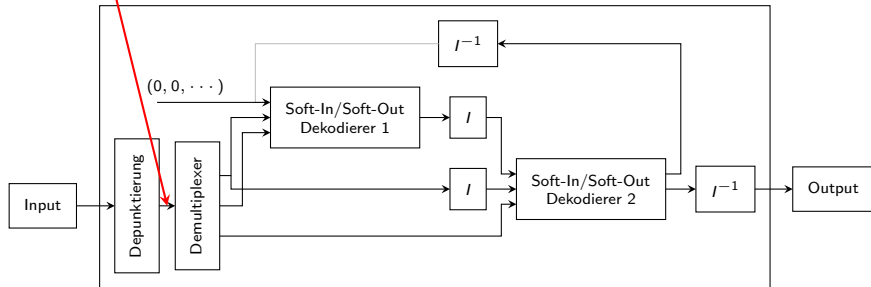 I⁻¹
(0, 0, ⋯)
Soft-In/Soft-Out
Dekodierer 1
I
Depunktierung
Demultiplexer
I
Soft-In/Soft-Out
Dekodierer 2
I⁻¹
Input
Output